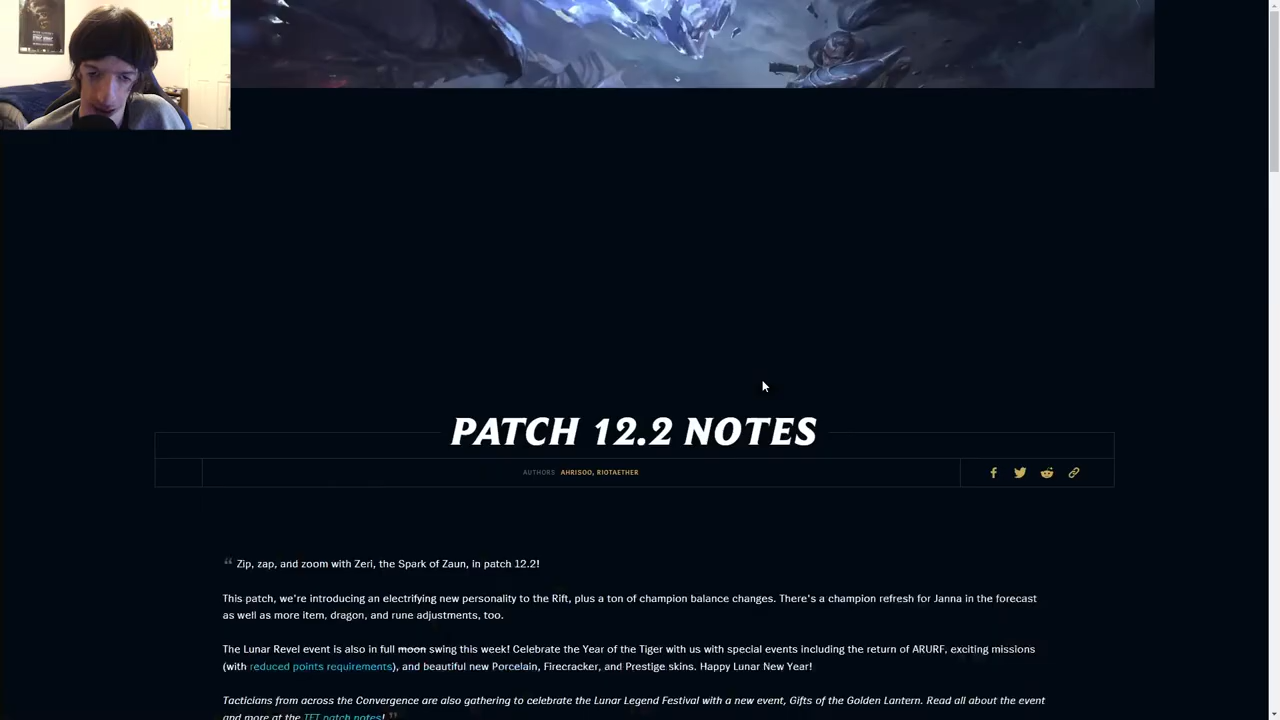 PATCH 12.2 NOTES
AUTHORS AHRISOO, RIOTAETHER
“ Zip, zap, and zoom with Zeri, the Spark of Zaun, in patch 12.2!
This patch, we're introducing an electrifying new personality to the Rift, plus a ton of champion balance changes. There's a champion refresh for Janna in the forecast
as well as more item, dragon, and rune adjustments, too.
The Lunar Revel event is also in full moon swing this week! Celebrate the Year of the Tiger with us with special events including the return of ARURF, exciting missions
(with reduced points requirements), and beautiful new Porcelain, Firecracker, and Prestige skins. Happy Lunar New Year!
Tacticians from across the Convergence are also gathering to celebrate the Lunar Legend Festival with a new event, Gifts of the Golden Lantern. Read all about the event
and more at the TFT patch notes! ”